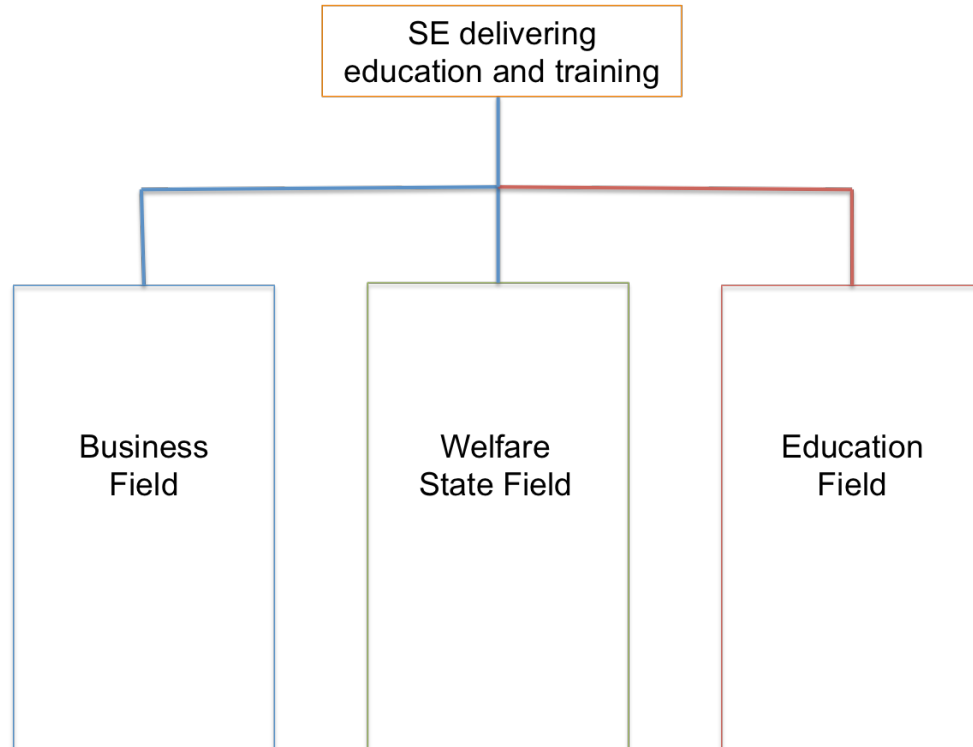 SE delivering
education and training
Business
Field
Welfare
State Field
Education
Field